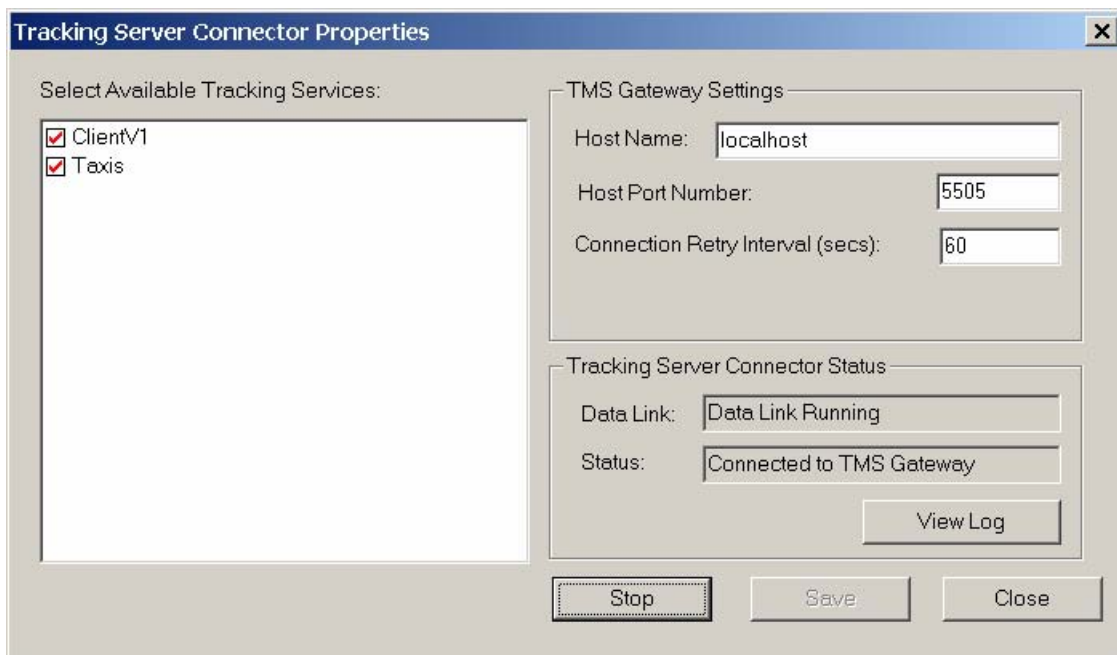 Tracking Server Connector Properties
Select Available Tracking Services:
ClientV1
Taxis
TMS Gateway Settings
Host Name: localhost
Host Port Number: 5505
Connection Retry Interval (secs): 60
Tracking Server Connector Status
Data Link: Data Link Running
Status: Connected to TMS Gateway
View Log
Stop Save Close